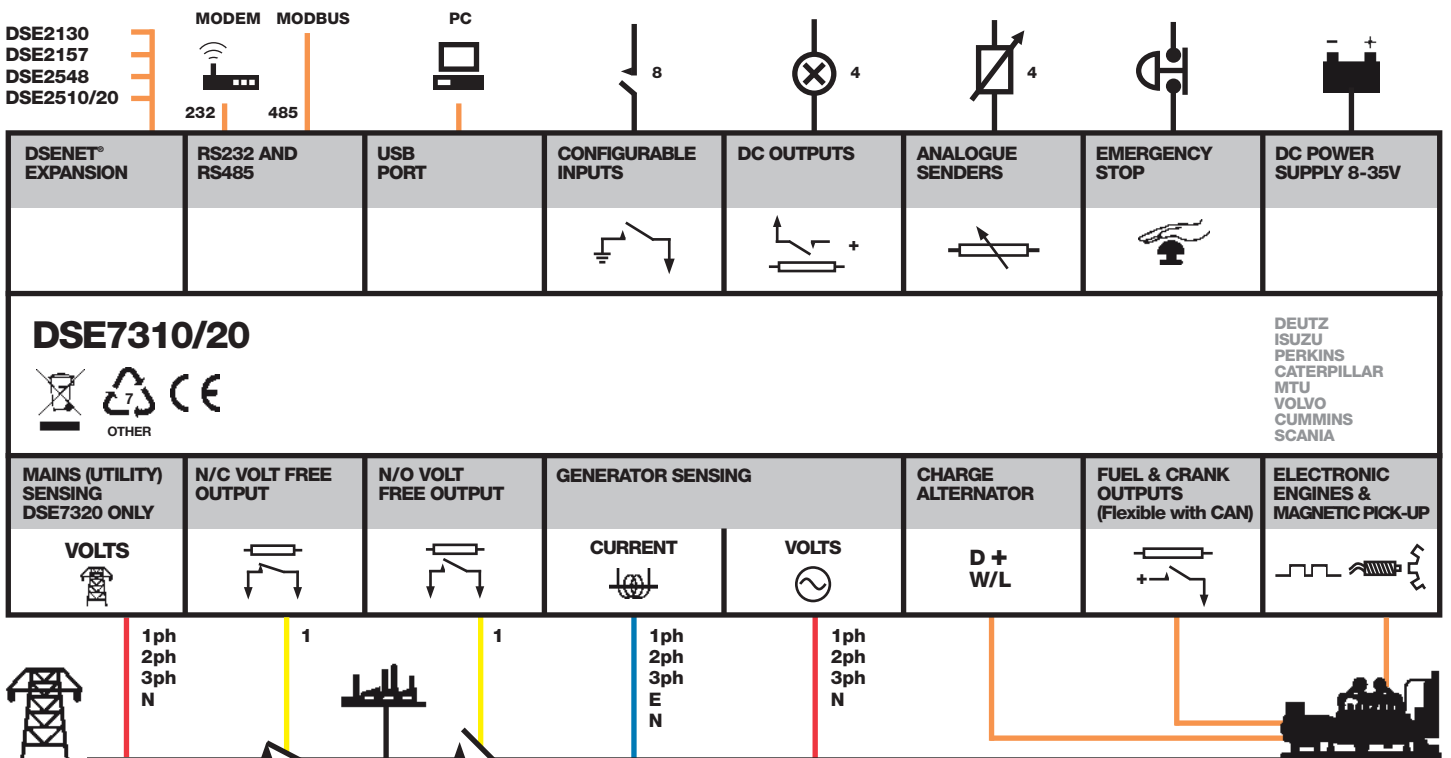 DSE2130
DSE2157
DSE2548
DSE2510/20
MODEM MODBUS
232 485
PC
8
4
4
- +
DSENET®
EXPANSION
RS232 AND
RS485
USB
PORT
CONFIGURABLE
INPUTS
DC OUTPUTS
ANALOGUE
SENDERS
EMERGENCY
STOP
DC POWER
SUPPLY 8-35V
+
DSE7310/20
7
OTHER
CE
DEUTZ
ISUZU
PERKINS
CATERPILLAR
MTU
VOLVO
CUMMINS
SCANIA
MAINS (UTILITY)
SENSING
DSE7320 ONLY
VOLTS
N/C VOLT FREE
OUTPUT
N/O VOLT
FREE OUTPUT
GENERATOR SENSING
CURRENT
VOLTS
CHARGE
ALTERNATOR
D +
W/L
FUEL & CRANK
OUTPUTS
(Flexible with CAN)
+
ELECTRONIC
ENGINES &
MAGNETIC PICK-UP
1ph
2ph
3ph
N
1
1
1ph
2ph
3ph
E
N
1ph
2ph
3ph
N